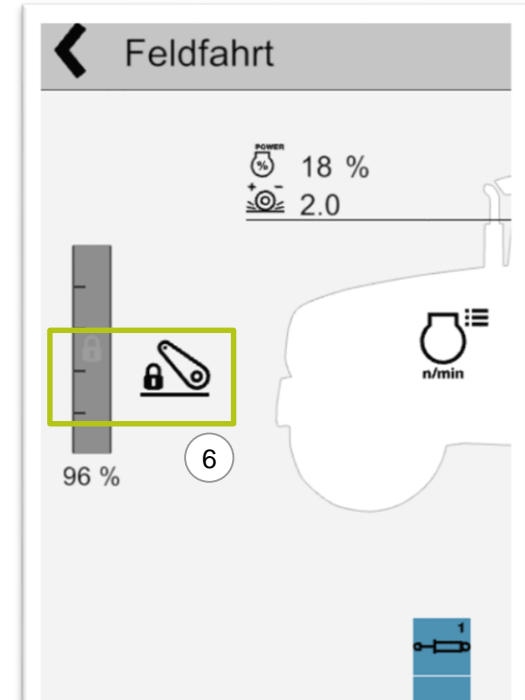 Feldfahrt
POWER
% 18 %
+ -
2.0
n/min
96 %
6
1